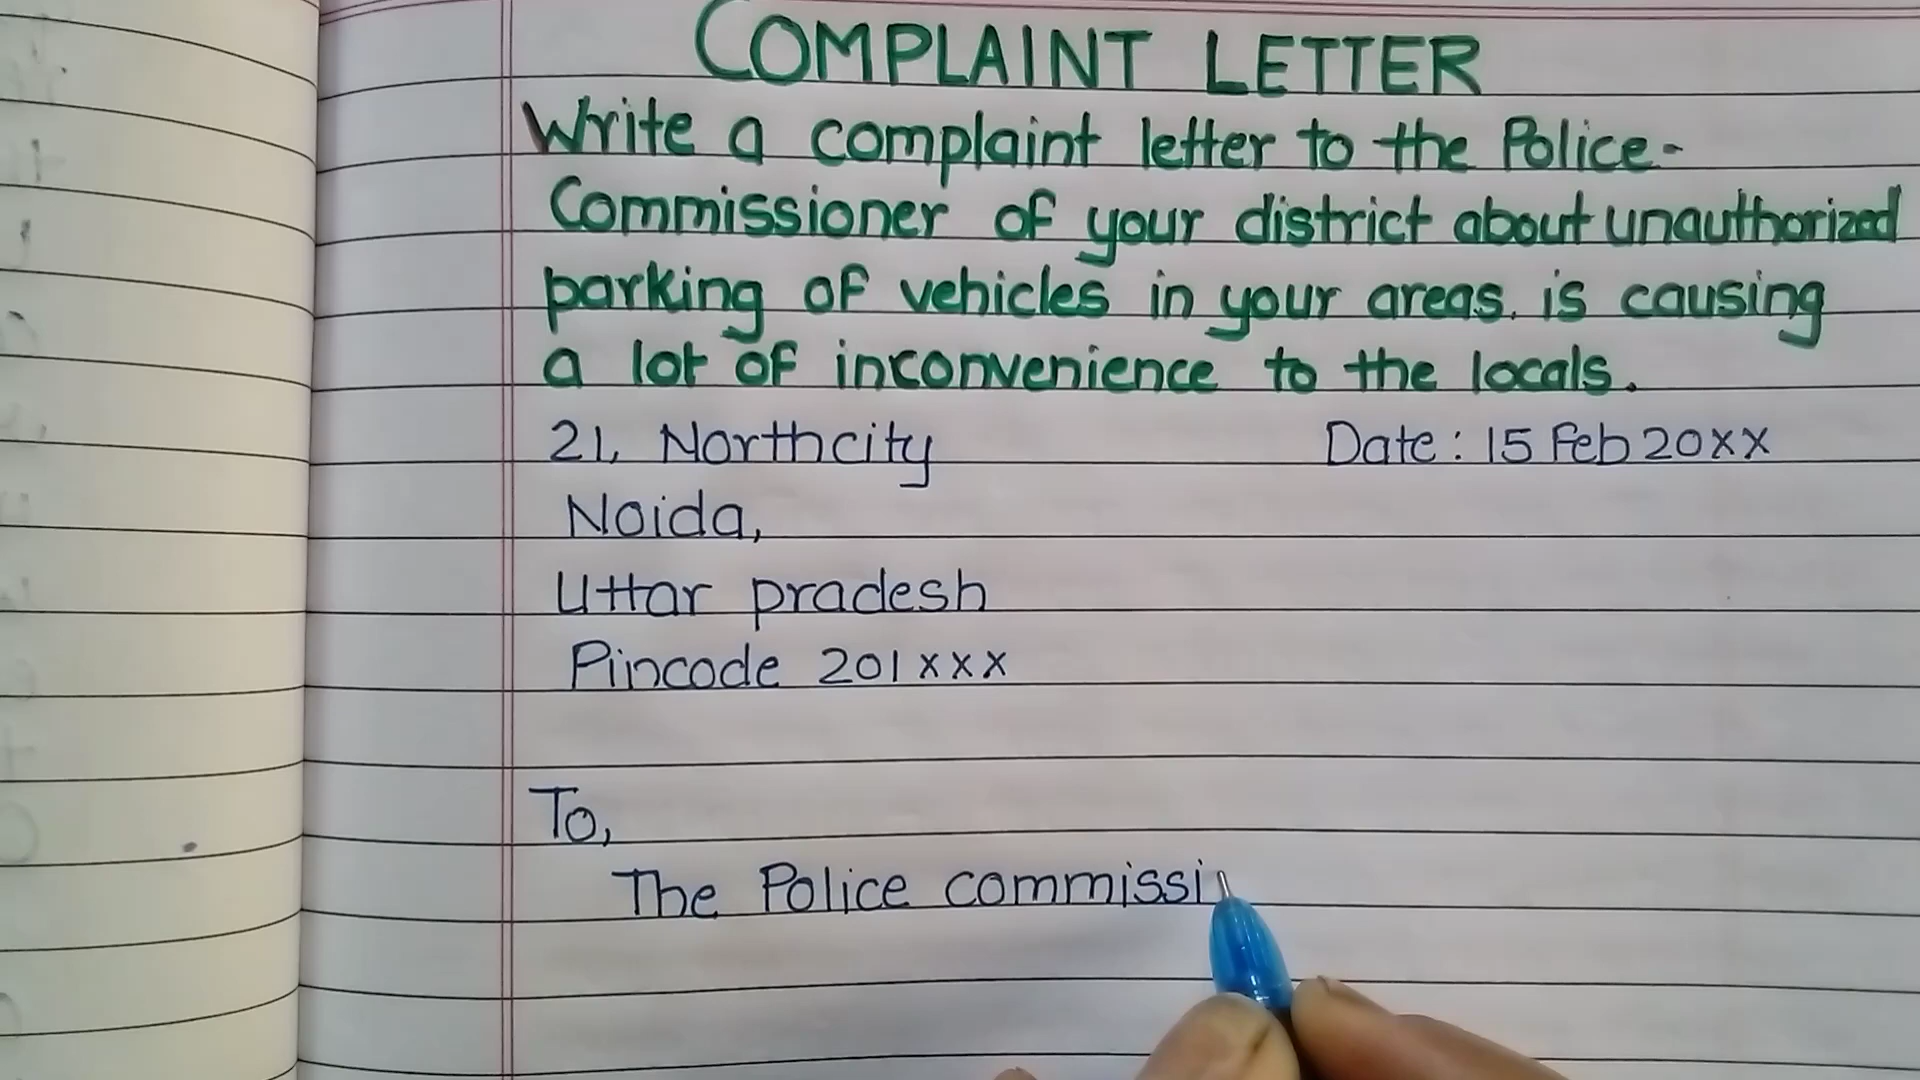 COMPLAINT LETTER
Write a complaint letter to the Police-
Commissioner of your district about unauthorized
parking of vehicles in your areas. is causing
a lot of inconvenience to the locals.
21, Northcity Date: 15 Feb 20xx
Noida,
Uttar pradesh
Pincode 201xxx
To,
The Police commissi